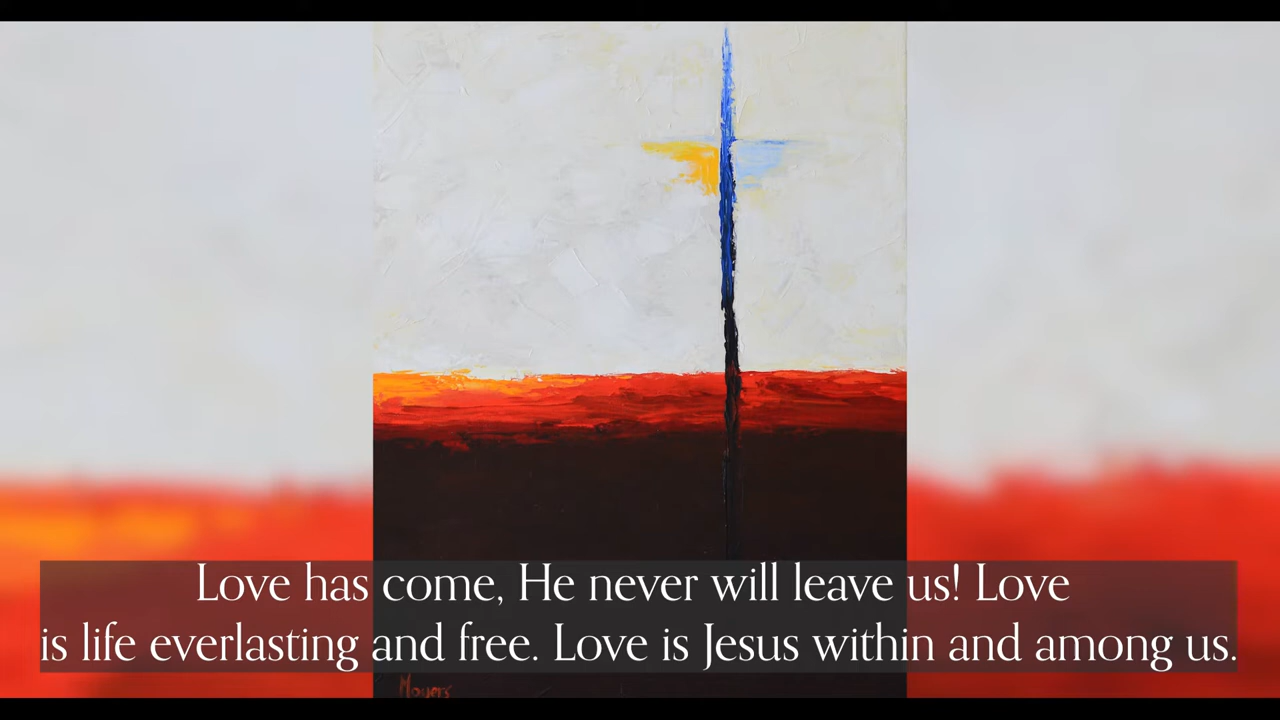 Love has come, He never will leave us! Love
is life everlasting and free. Love is Jesus within and among us.
Moyers